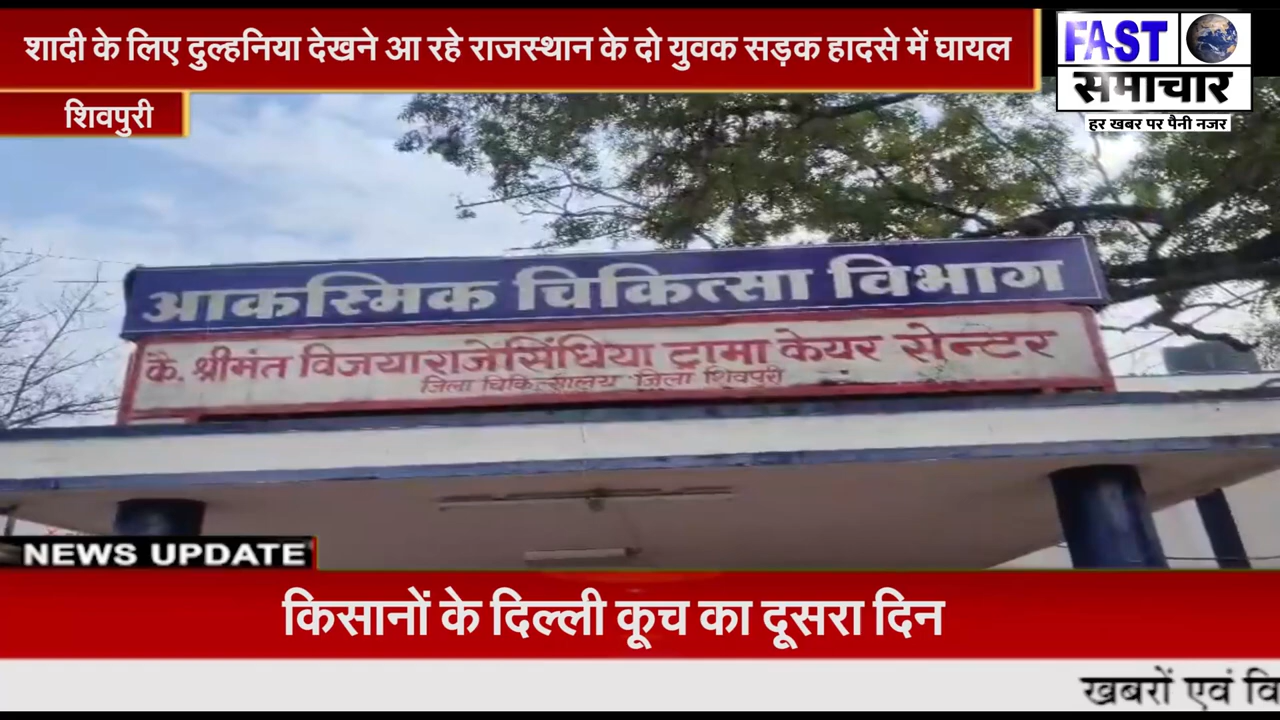 शादी के लिए दुल्हनिया देखने आ रहे राजस्थान के दो युवक सड़क हादसे में घायल
FAST
समाचार
हर खबर पर पैनी नजर
शिवपुरी
आकस्मिक चिकित्सा विभाग
कै. श्रीमंत विजयाराजे सिंधिया ट्रामा केयर सेन्टर
जिला चिकित्सालय जिला शिवपुरी
NEWS UPDATE
किसानों के दिल्ली कूच का दूसरा दिन
खबरों एवं वि